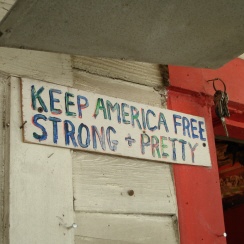 KEEP AMERICA FREE
STRONG + PRETTY